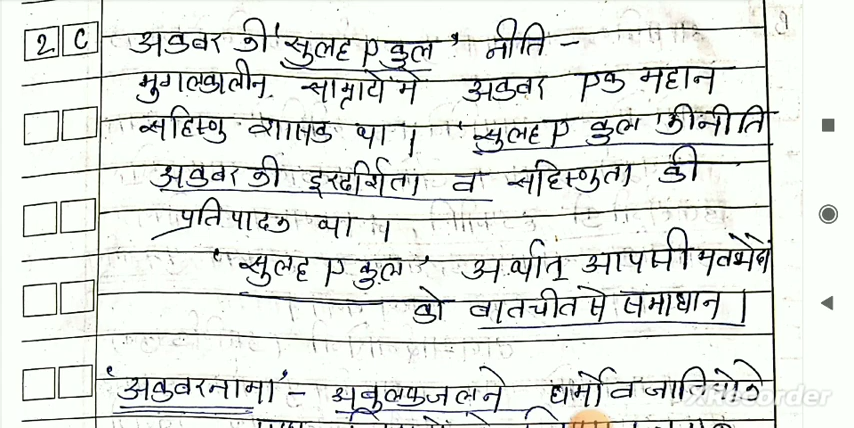 2 C अकबर की 'सुलह ए कुल' नीति -
मुगलकालीन साम्राटो में अकबर एक महान
सहिष्णु शासक था। 'सुलह ए कुल की नीति
अकबर की दूरदर्शिता व सहिष्णुता की
प्रतिपादक था।
'सुलह ए कुल' अर्थात् आपसी मतभेदों
को बातचीत से समाधान।
'अकबरनामा' - अबुलफजल ने धर्मो व जातियों के
XRecorder